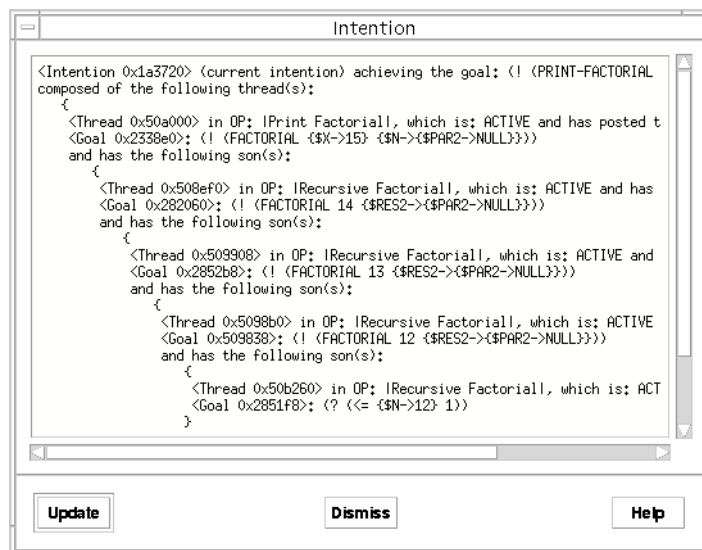 Intention
<Intention 0x1a3720> (current intention) achieving the goal: (! (PRINT-FACTORIAL
composed of the following thread(s):
{
<Thread 0x50a000> in OP: |Print Factorial|, which is: ACTIVE and has posted t
<Goal 0x2338e0>: (! (FACTORIAL {$X->15} {$N->{$PAR2->NULL}}))
and has the following son(s):
{
<Thread 0x508ef0> in OP: |Recursive Factorial|, which is: ACTIVE and has
<Goal 0x282060>: (! (FACTORIAL 14 {$RES2->{$PAR2->NULL}}))
and has the following son(s):
{
<Thread 0x509908> in OP: |Recursive Factorial|, which is: ACTIVE and
<Goal 0x2852b8>: (! (FACTORIAL 13 {$RES2->{$PAR2->NULL}}))
and has the following son(s):
{
<Thread 0x5098b0> in OP: |Recursive Factorial|, which is: ACTIVE
<Goal 0x509838>: (! (FACTORIAL 12 {$RES2->{$PAR2->NULL}}))
and has the following son(s):
{
<Thread 0x50b260> in OP: |Recursive Factorial|, which is: ACT
<Goal 0x2851f8>: (? (<= {$N->12} 1))
}
Update Dismiss Help